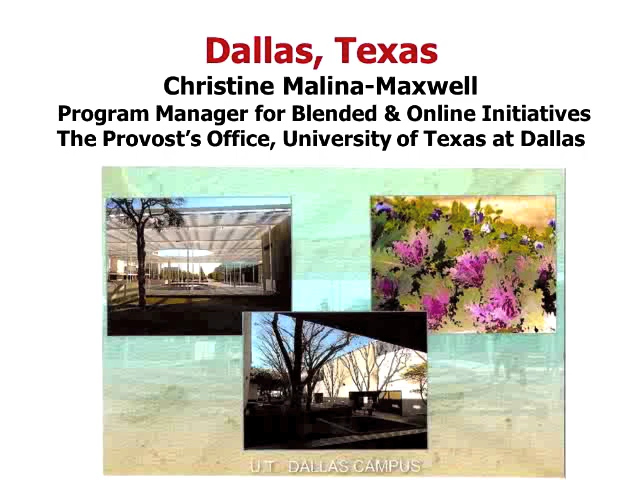 Dallas, Texas
Christine Malina-Maxwell
Program Manager for Blended & Online Initiatives
The Provost’s Office, University of Texas at Dallas
U.T. DALLAS CAMPUS